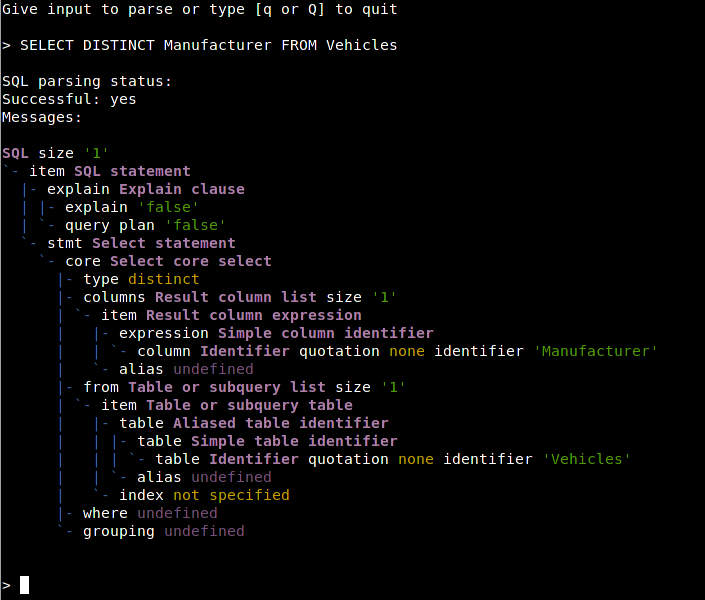 Give input to parse or type [q or Q] to quit
> SELECT DISTINCT Manufacturer FROM Vehicles
SQL parsing status:
Successful: yes
Messages:
SQL size '1'
`- item SQL statement
  |- explain Explain clause
  | |- explain 'false'
  | `- query plan 'false'
  `- stmt Select statement
    `- core Select core select
      |- type distinct
      |- columns Result column list size '1'
      | `- item Result column expression
      |   |- expression Simple column identifier
      |   | `- column Identifier quotation none identifier 'Manufacturer'
      |   `- alias undefined
      |- from Table or subquery list size '1'
      | `- item Table or subquery table
      |   |- table Aliased table identifier
      |   | |- table Simple table identifier
      |   | | `- table Identifier quotation none identifier 'Vehicles'
      |   | `- alias undefined
      |   `- index not specified
      |- where undefined
      `- grouping undefined
>